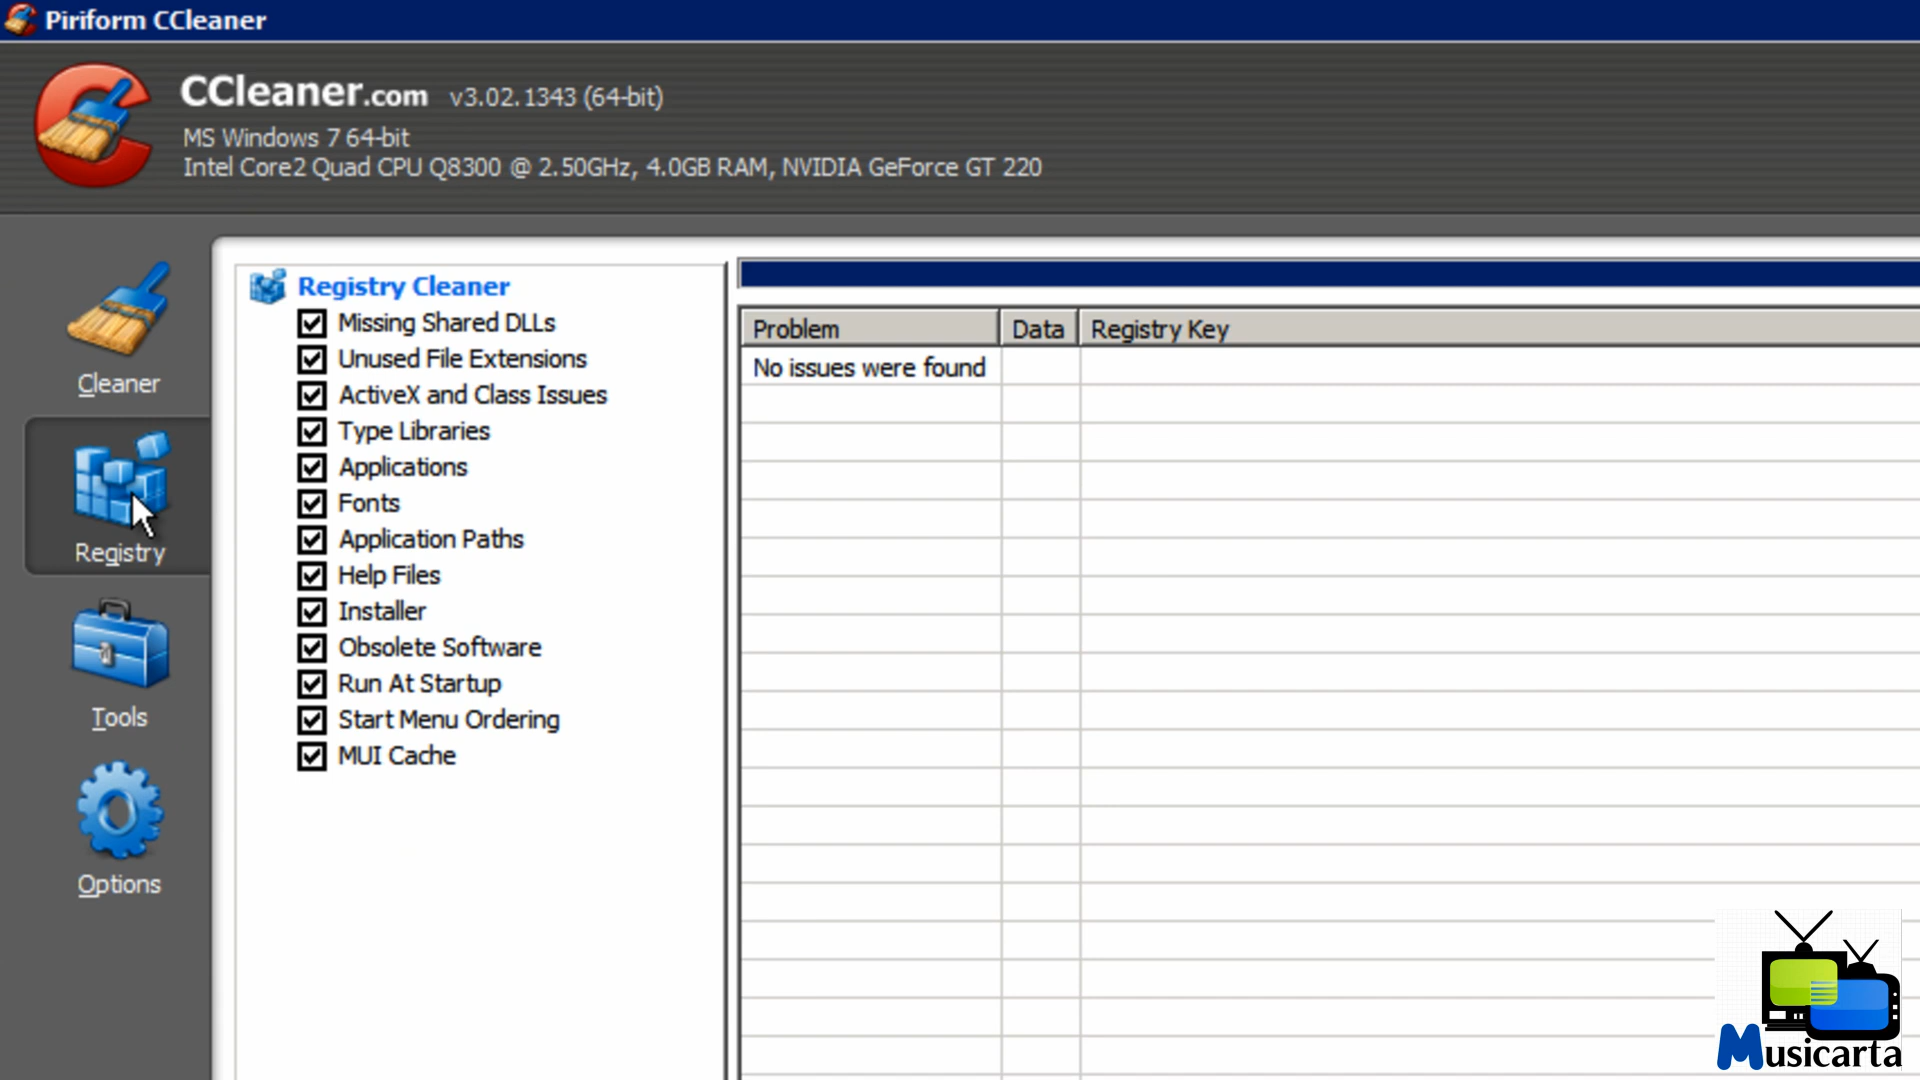 Piriform CCleaner
CCleaner.com v3.02.1343 (64-bit)
MS Windows 7 64-bit
Intel Core2 Quad CPU Q8300 @ 2.50GHz, 4.0GB RAM, NVIDIA GeForce GT 220
Cleaner
Registry
Tools
Options
Registry Cleaner
Missing Shared DLLs
Unused File Extensions
ActiveX and Class Issues
Type Libraries
Applications
Fonts
Application Paths
Help Files
Installer
Obsolete Software
Run At Startup
Start Menu Ordering
MUI Cache
Problem Data Registry Key
No issues were found
Musicarta